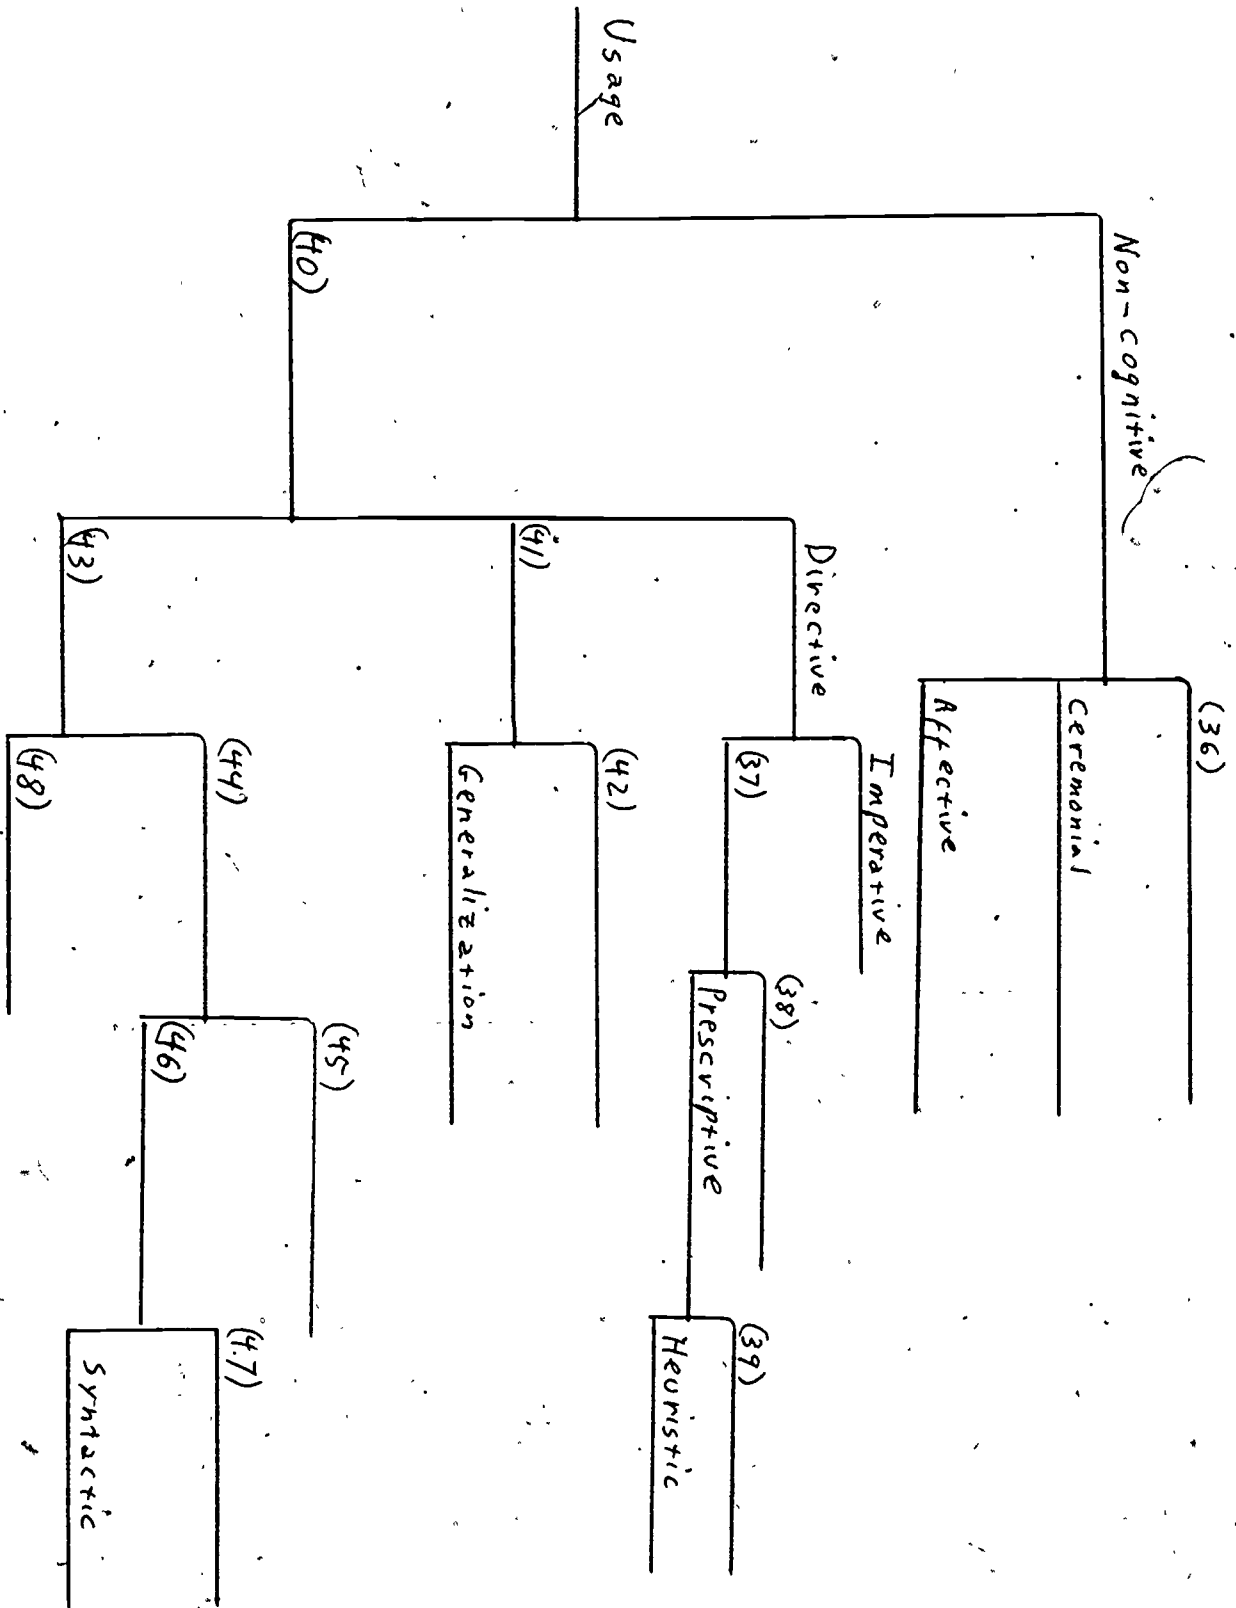 Usage
Non-cognitive
(36)
Ceremonial
Affective
(40)
Directive
Imperative
(37)
(38)
Prescriptive
(39)
Heuristic
(41)
(42)
Generalization
(43)
(44)
(45)
(46)
(47)
Syntactic
(48)